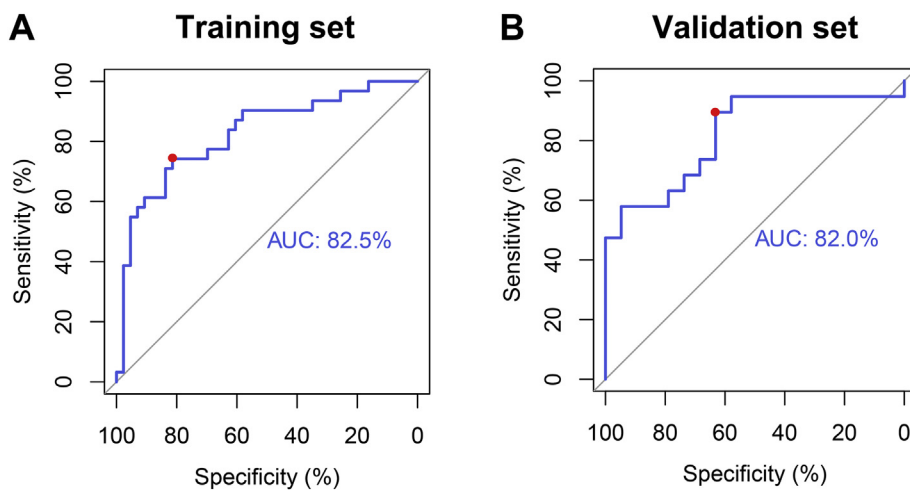 A Training set
100
80
60
40
20
0
Sensitivity (%)
AUC: 82.5%
100 80 60 40 20 0
Specificity (%)
B Validation set
100
80
60
40
20
0
Sensitivity (%)
AUC: 82.0%
100 80 60 40 20 0
Specificity (%)